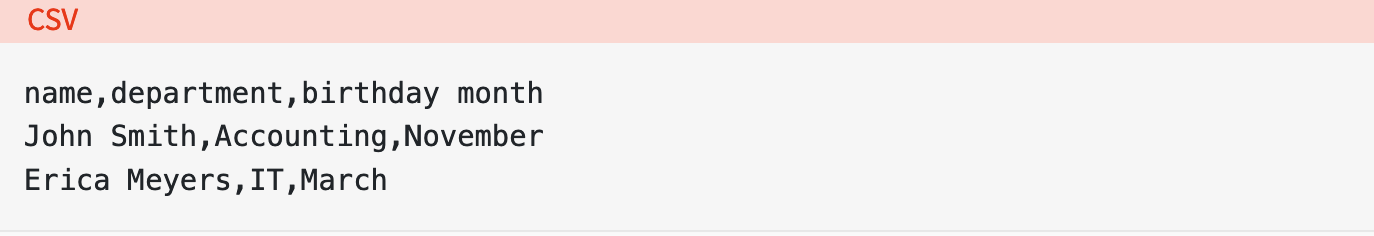 CSV
name,department,birthday month
John Smith,Accounting,November
Erica Meyers,IT,March